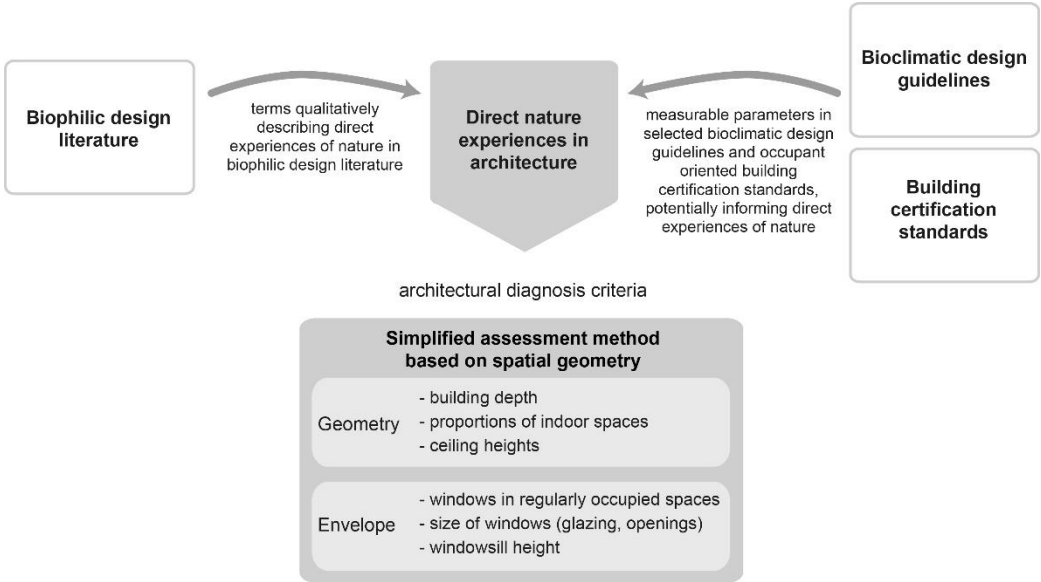 Biophilic design
literature
terms qualitatively
describing direct
experiences of nature in
biophilic design literature
Direct nature
experiences in
architecture
measurable parameters in
selected bioclimatic design
guidelines and occupant
oriented building
certification standards,
potentially informing direct
experiences of nature
Bioclimatic design
guidelines
Building
certification
standards
architectural diagnosis criteria
Simplified assessment method
based on spatial geometry
Geometry
- building depth
- proportions of indoor spaces
- ceiling heights
Envelope
- windows in regularly occupied spaces
- size of windows (glazing, openings)
- windowsill height